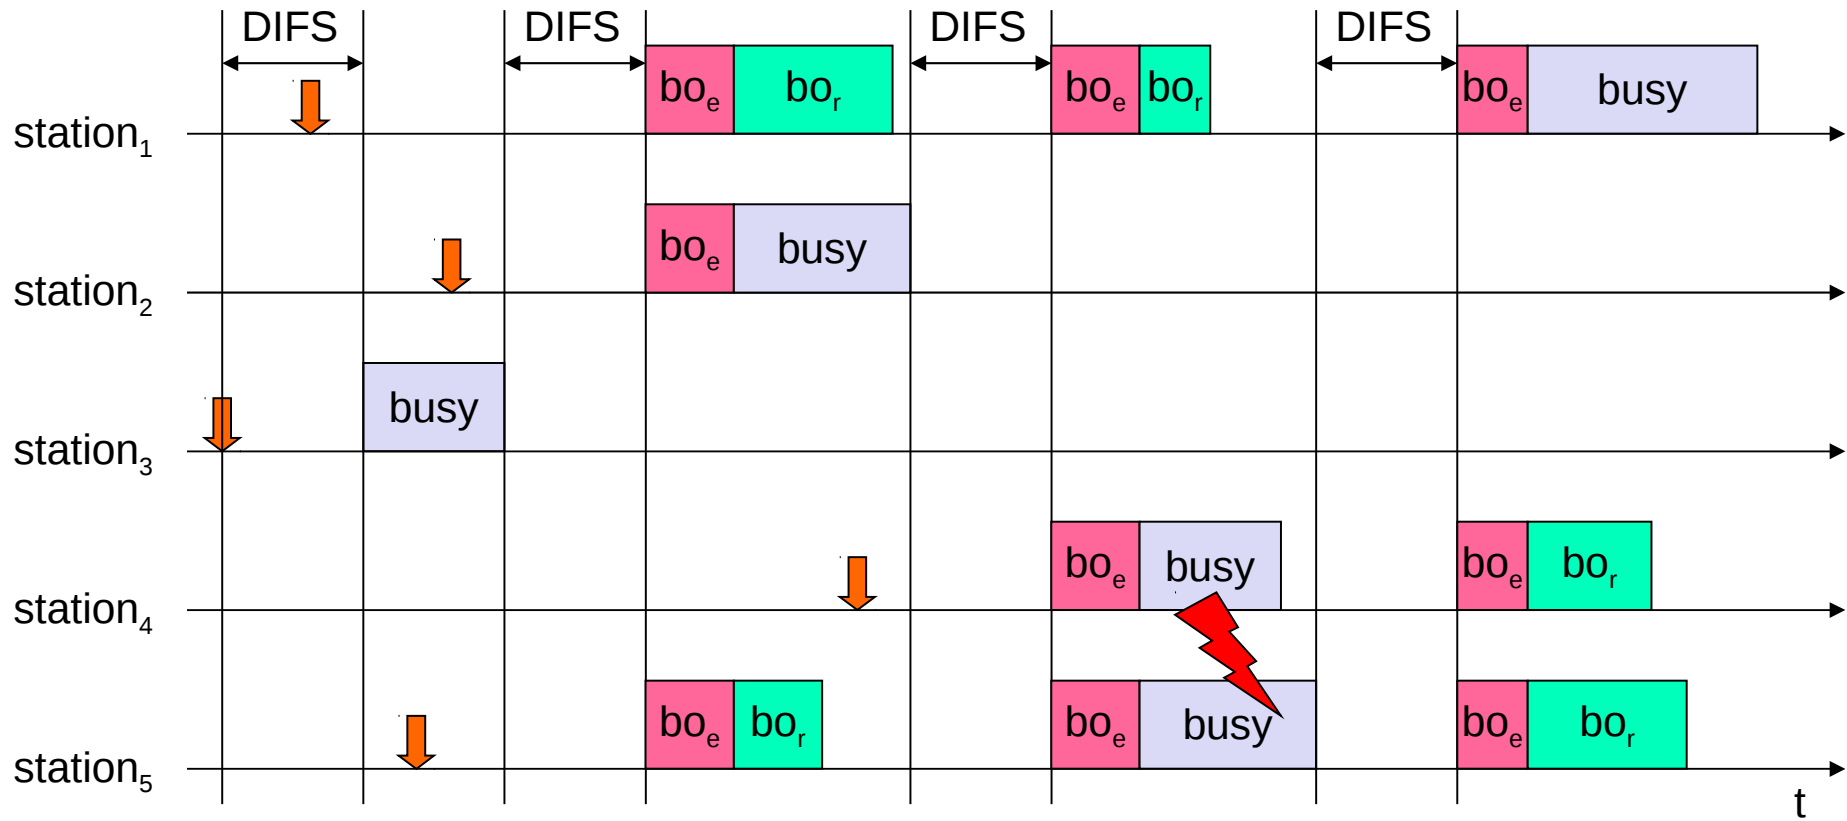 DIFS DIFS DIFS DIFS
station₁ boₑ boᵣ boₑ boᵣ boₑ busy
station₂ boₑ busy
station₃ busy
station₄ boₑ busy boₑ boᵣ
station₅ boₑ boᵣ boₑ busy boₑ boᵣ
t